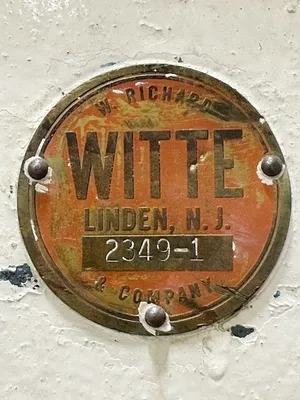 W. RICHARD
WITTE
LINDEN, N. J.
2349-1
& COMPANY